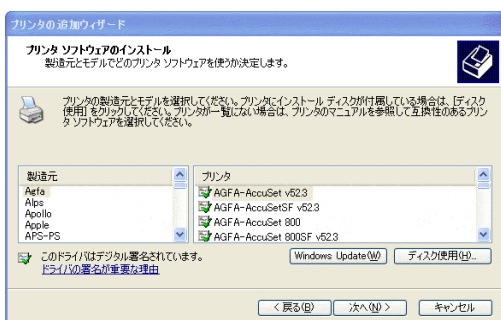 プリンタの追加ウィザード
プリンタ ソフトウェアのインストール
製造元とモデルでどのプリンタ ソフトウェアを使うか決定します。
プリンタの製造元とモデルを選択してください。プリンタにインストール ディスクが付属している場合は、[ディスク
使用] をクリックしてください。プリンタが一覧にない場合は、プリンタのマニュアルを参照して互換性のあるプリン
タ ソフトウェアを選択してください。
製造元
Agfa
Alps
Apollo
Apple
APS-PS
プリンタ
AGFA-AccuSet v52.3
AGFA-AccuSetSF v52.3
AGFA-AccuSet 800
AGFA-AccuSet 800SF v52.3
このドライバはデジタル署名されています。
ドライバの署名が重要な理由
Windows Update(W)
ディスク使用(H)...
< 戻る(B)
次へ(N) >
キャンセル